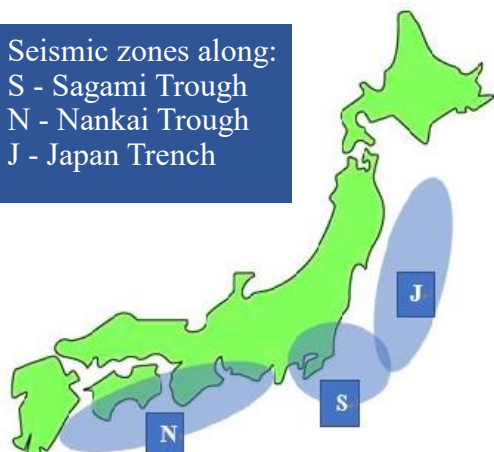 Seismic zones along:
S - Sagami Trough
N - Nankai Trough
J - Japan Trench
J
S
N